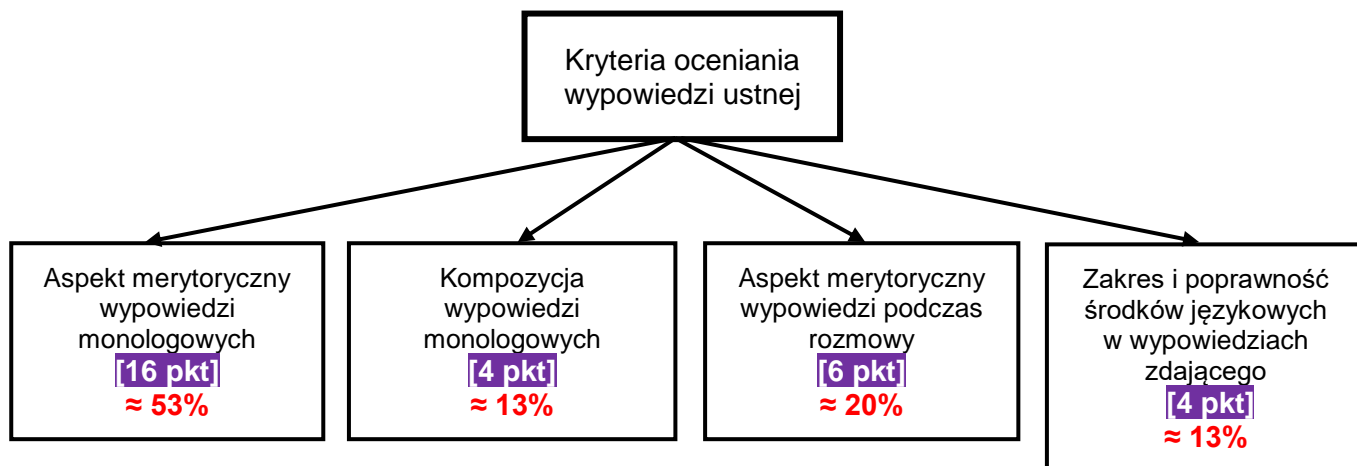 Kryteria oceniania
wypowiedzi ustnej
Aspekt merytoryczny
wypowiedzi
monologowych
[16 pkt]
≈ 53%
Kompozycja
wypowiedzi
monologowych
[4 pkt]
≈ 13%
Aspekt merytoryczny
wypowiedzi podczas
rozmowy
[6 pkt]
≈ 20%
Zakres i poprawność
środków językowych
w wypowiedziach
zdającego
[4 pkt]
≈ 13%